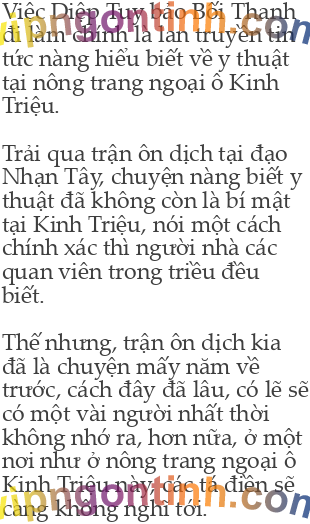 Việc Diệp Tuy bảo Bối Thanh
đi làm chính là lan truyền tin
tức nàng hiểu biết về y thuật
tại nông trang ngoại ô Kinh
Triệu.
Trải qua trận ôn dịch tại đạo
Nhạn Tây, chuyện nàng biết y
thuật đã không còn là bí mật
tại Kinh Triệu, nói một cách
chính xác thì người nhà các
quan viên trong triều đều
biết.
Thế nhưng, trận ôn dịch kia
đã là chuyện mấy năm về
trước, cách đây đã lâu, có lẽ sẽ
có một vài người nhất thời
không nhớ ra, hơn nữa, ở một
nơi như ở nông trang ngoại ô
Kinh Triệu này, các tá điền sẽ
càng không nghĩ tới.
vipngontinh.com
vipngontinh.com